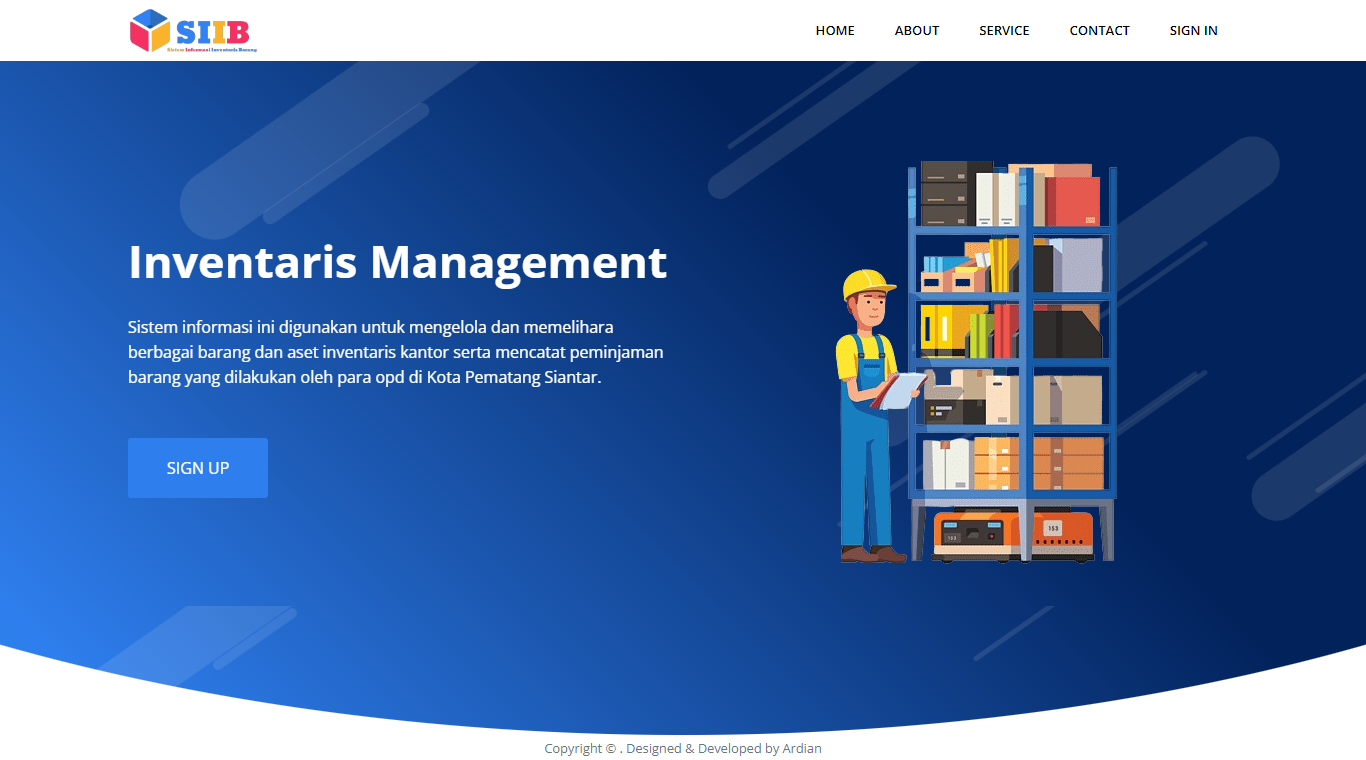 SIIB
Sistem Informasi Inventaris Barang
HOME ABOUT SERVICE CONTACT SIGN IN
Inventaris Management
Sistem informasi ini digunakan untuk mengelola dan memelihara
berbagai barang dan aset inventaris kantor serta mencatat peminjaman
barang yang dilakukan oleh para opd di Kota Pematang Siantar.
SIGN UP
153 153
Copyright © . Designed & Developed by Ardian